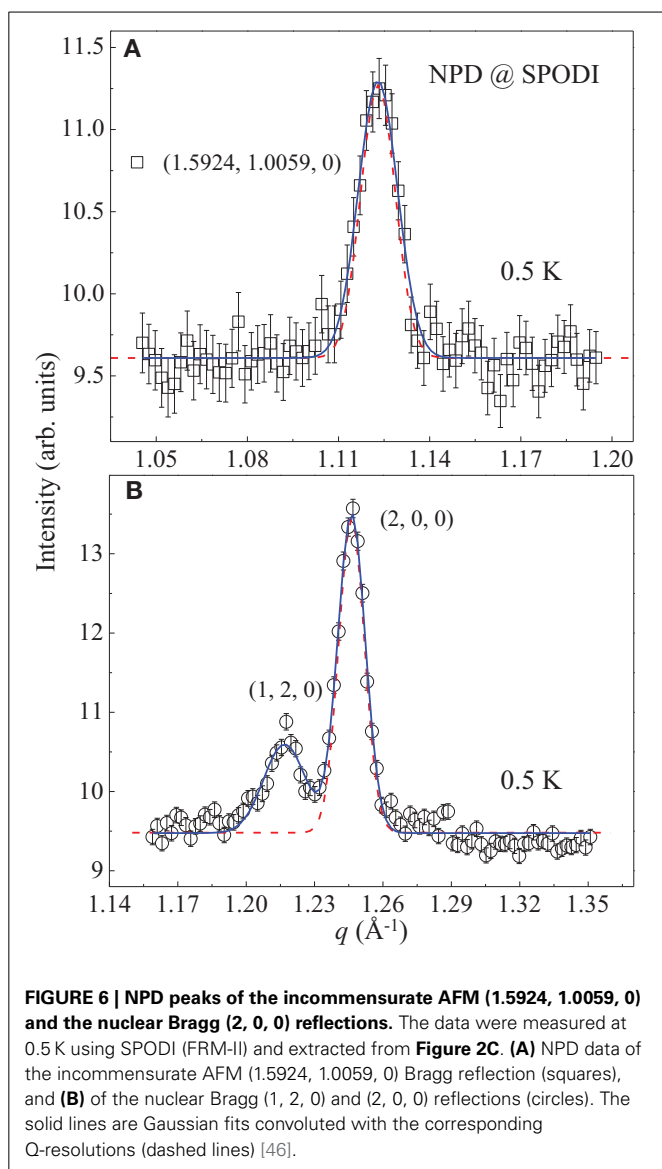 A
NPD @ SPODI
(1.5924, 1.0059, 0)
0.5 K
11.5
11.0
10.5
10.0
9.5
1.05 1.08 1.11 1.14 1.17 1.20
Intensity (arb. units)
B
(2, 0, 0)
(1, 2, 0)
0.5 K
13
12
11
10
9
1.14 1.17 1.20 1.23 1.26 1.29 1.32 1.35
q (Å-1)
FIGURE 6 | NPD peaks of the incommensurate AFM (1.5924, 1.0059, 0)
and the nuclear Bragg (2, 0, 0) reflections. The data were measured at
0.5 K using SPODI (FRM-II) and extracted from Figure 2C. (A) NPD data of
the incommensurate AFM (1.5924, 1.0059, 0) Bragg reflection (squares),
and (B) of the nuclear Bragg (1, 2, 0) and (2, 0, 0) reflections (circles). The
solid lines are Gaussian fits convoluted with the corresponding
Q-resolutions (dashed lines) [46].